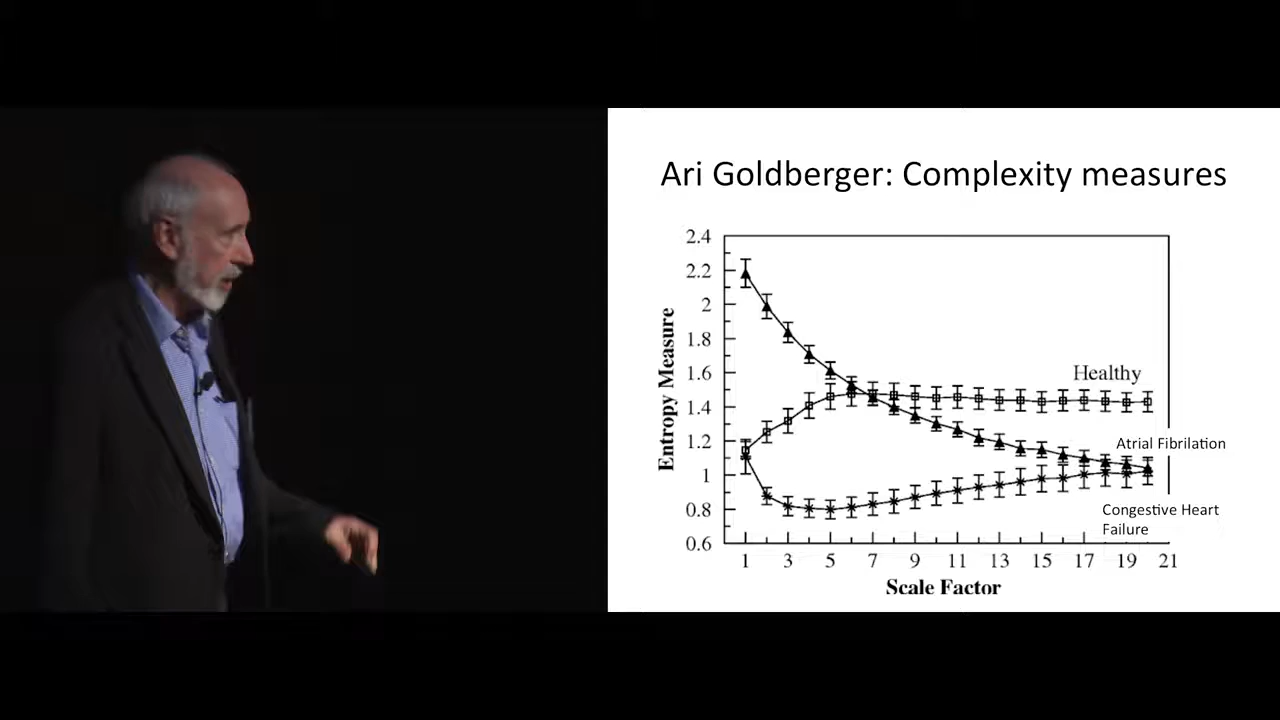 Ari Goldberger: Complexity measures
2.4
2.2
2
1.8
1.6
1.4
1.2
1
0.8
0.6
Entropy Measure
Healthy
Atrial Fibrilation
Congestive Heart
Failure
1 3 5 7 9 11 13 15 17 19 21
Scale Factor